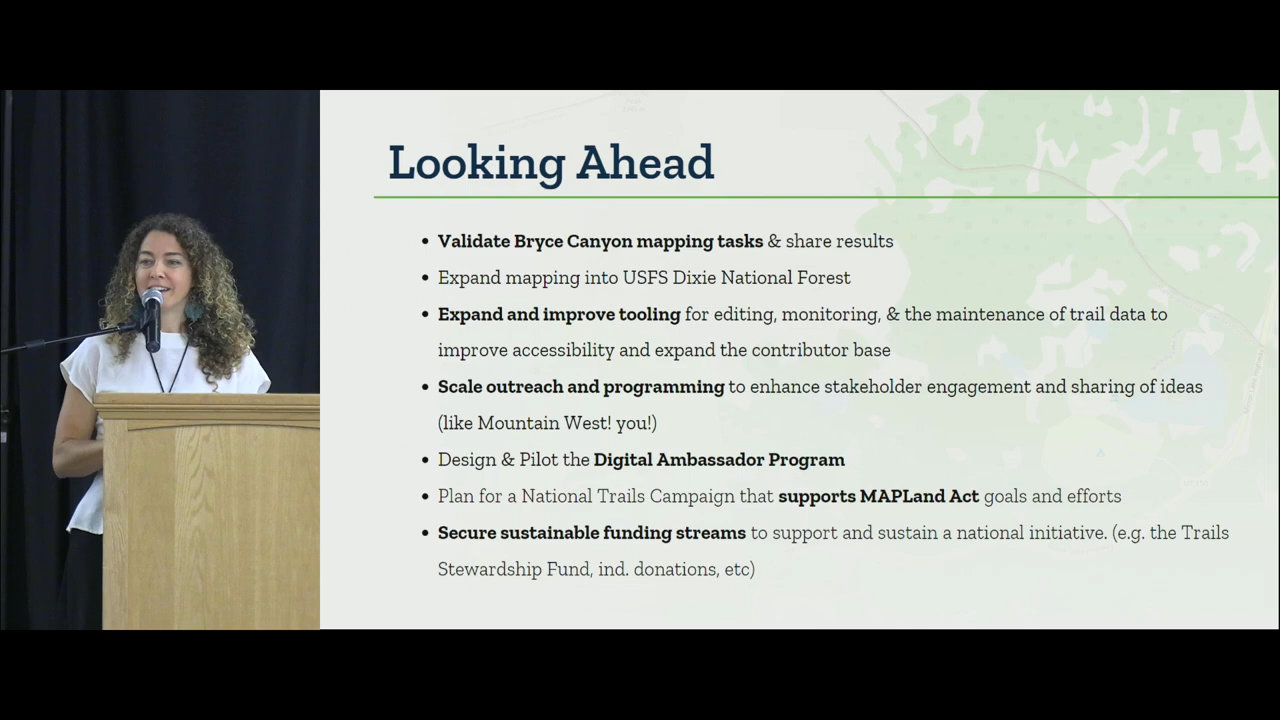 Looking Ahead
• Validate Bryce Canyon mapping tasks & share results
• Expand mapping into USFS Dixie National Forest
• Expand and improve tooling for editing, monitoring, & the maintenance of trail data to
improve accessibility and expand the contributor base
• Scale outreach and programming to enhance stakeholder engagement and sharing of ideas
(like Mountain West! you!)
• Design & Pilot the Digital Ambassador Program
• Plan for a National Trails Campaign that supports MAPLand Act goals and efforts
• Secure sustainable funding streams to support and sustain a national initiative. (e.g. the Trails
Stewardship Fund, ind. donations, etc)